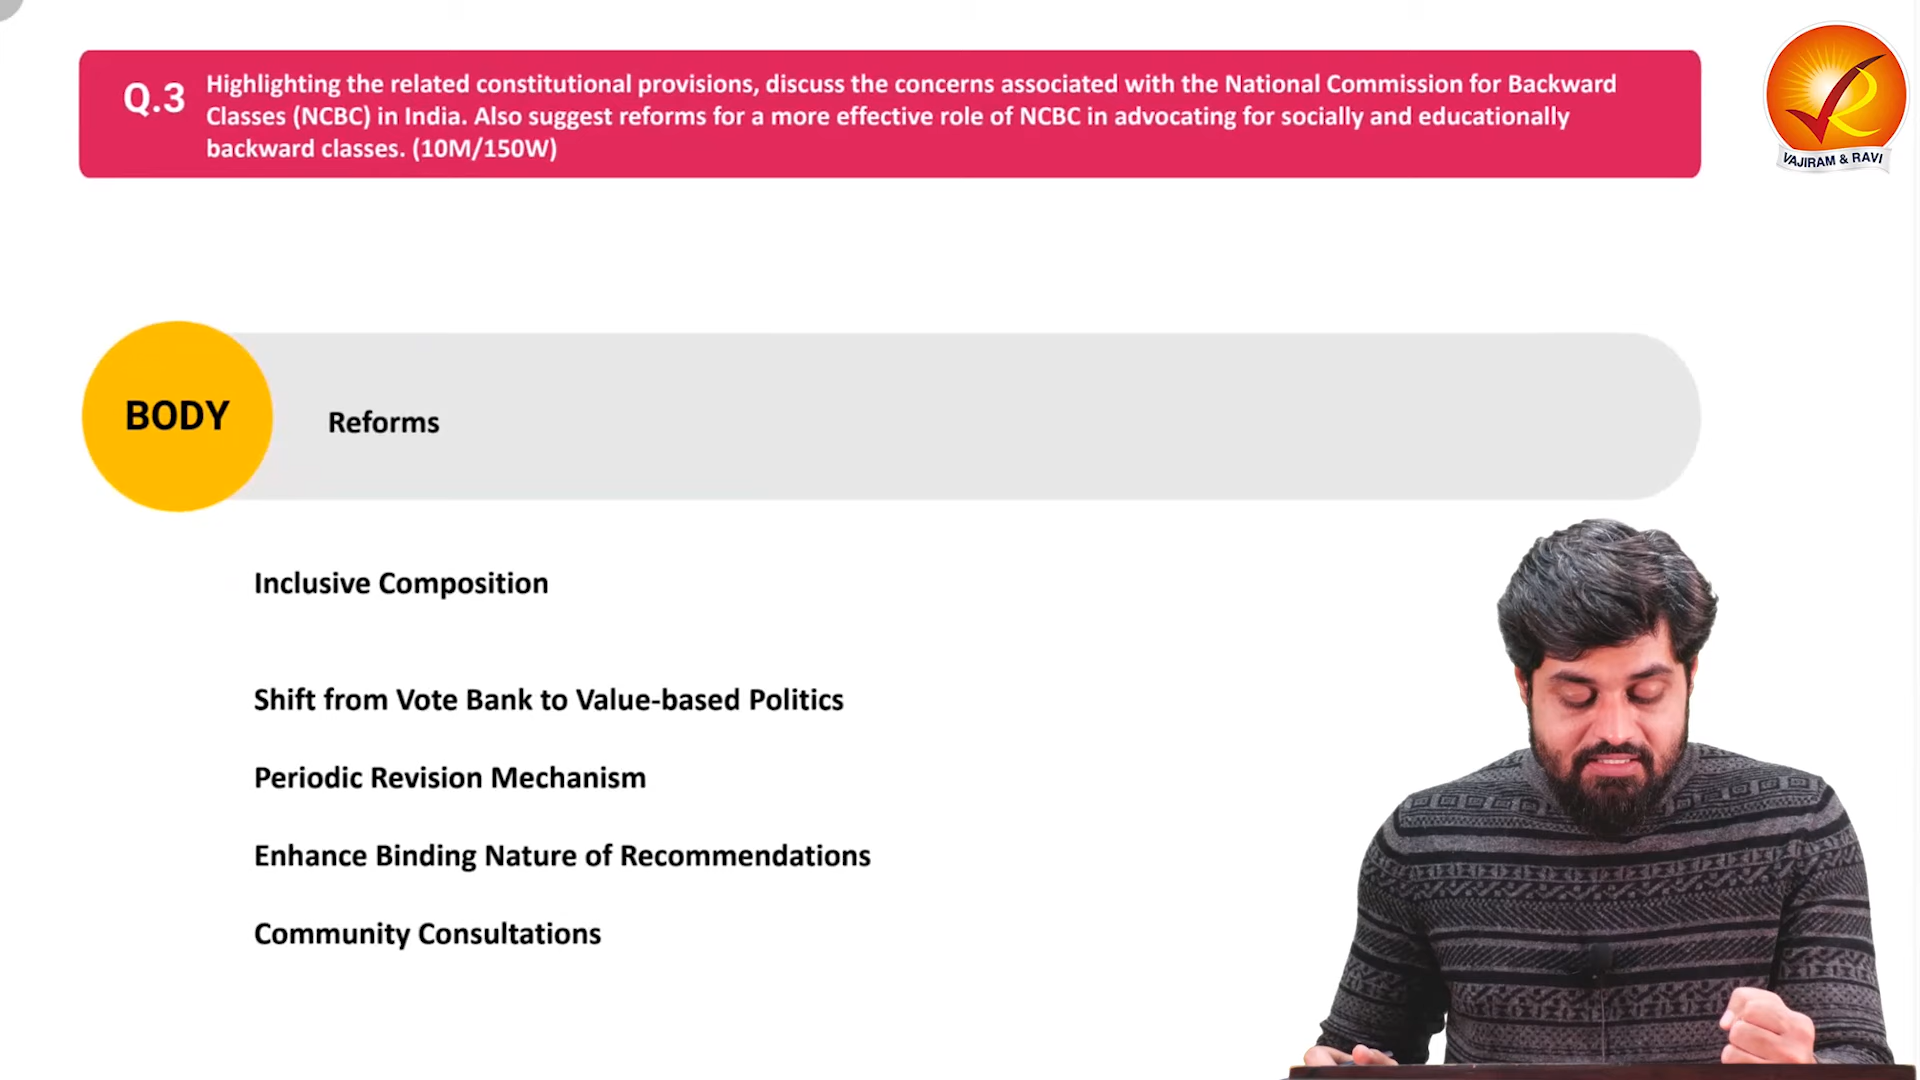 Q.3
Highlighting the related constitutional provisions, discuss the concerns associated with the National Commission for Backward
Classes (NCBC) in India. Also suggest reforms for a more effective role of NCBC in advocating for socially and educationally
backward classes. (10M/150W)
VAJIRAM & RAVI
BODY
Reforms
Inclusive Composition
Shift from Vote Bank to Value-based Politics
Periodic Revision Mechanism
Enhance Binding Nature of Recommendations
Community Consultations